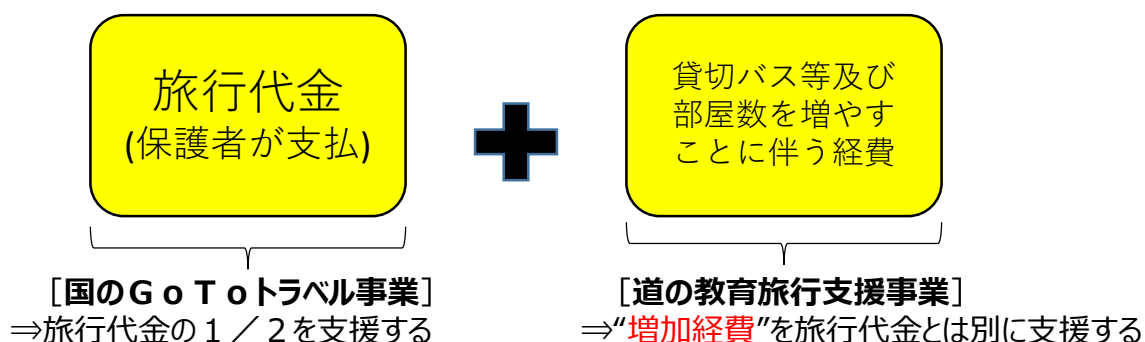 旅行代金
(保護者が支払)
貸切バス等及び
部屋数を増やす
ことに伴う経費
[国のＧｏＴｏトラベル事業]
⇒旅行代金の１／２を支援する
[道の教育旅行支援事業]
⇒“増加経費”を旅行代金とは別に支援する